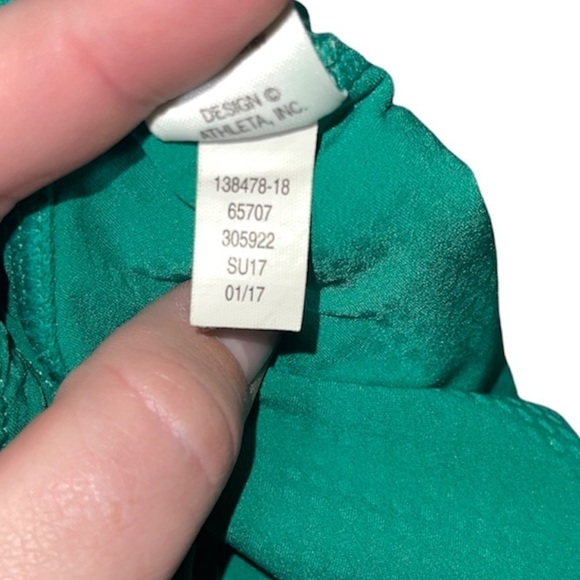 DESIGN ©
ATHLETA, INC.
138478-18
65707
305922
SU17
01/17